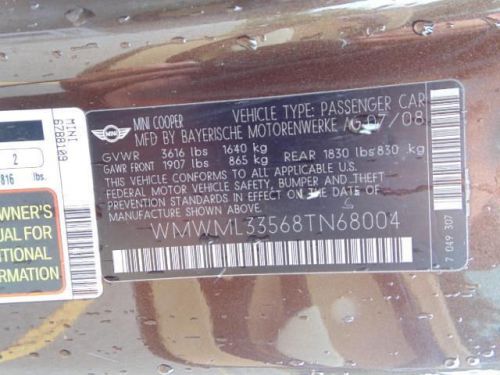 MINI COOPER
VEHICLE TYPE: PASSENGER CAR
MFD BY BAYERISCHE MOTORENWERKE AG 07/08
GVWR 3616 lbs 1640 kg
GAWR FRONT 1907 lbs 865 kg REAR 1830 lbs 830 kg
THIS VEHICLE CONFORMS TO ALL APPLICABLE U.S.
FEDERAL MOTOR VEHICLE SAFETY, BUMPER AND THEFT
PREVENTION STANDARDS IN EFFECT ON THE DATE
OF MANUFACTURE SHOWN ABOVE.
WMWML33568TN68004
7 049 307
MINI
2
816 lbs.
OWNER'S
UAL FOR
ITIONAL
RMATION